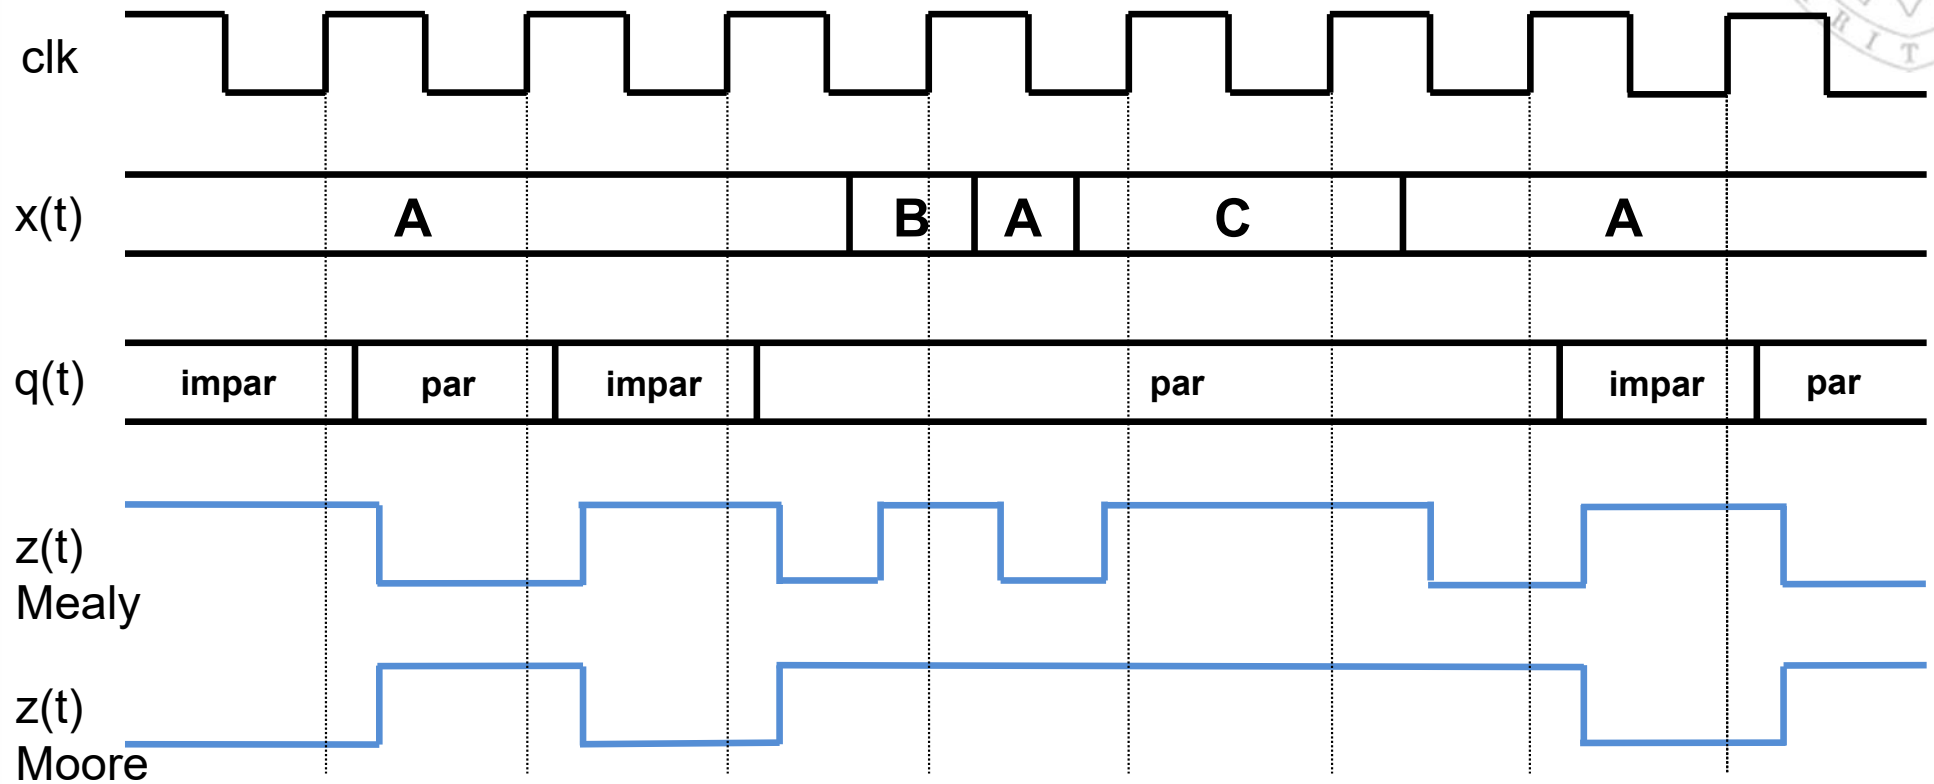 clk
x(t) A B A C A
q(t) impar par impar par impar par
z(t)
Mealy
z(t)
Moore